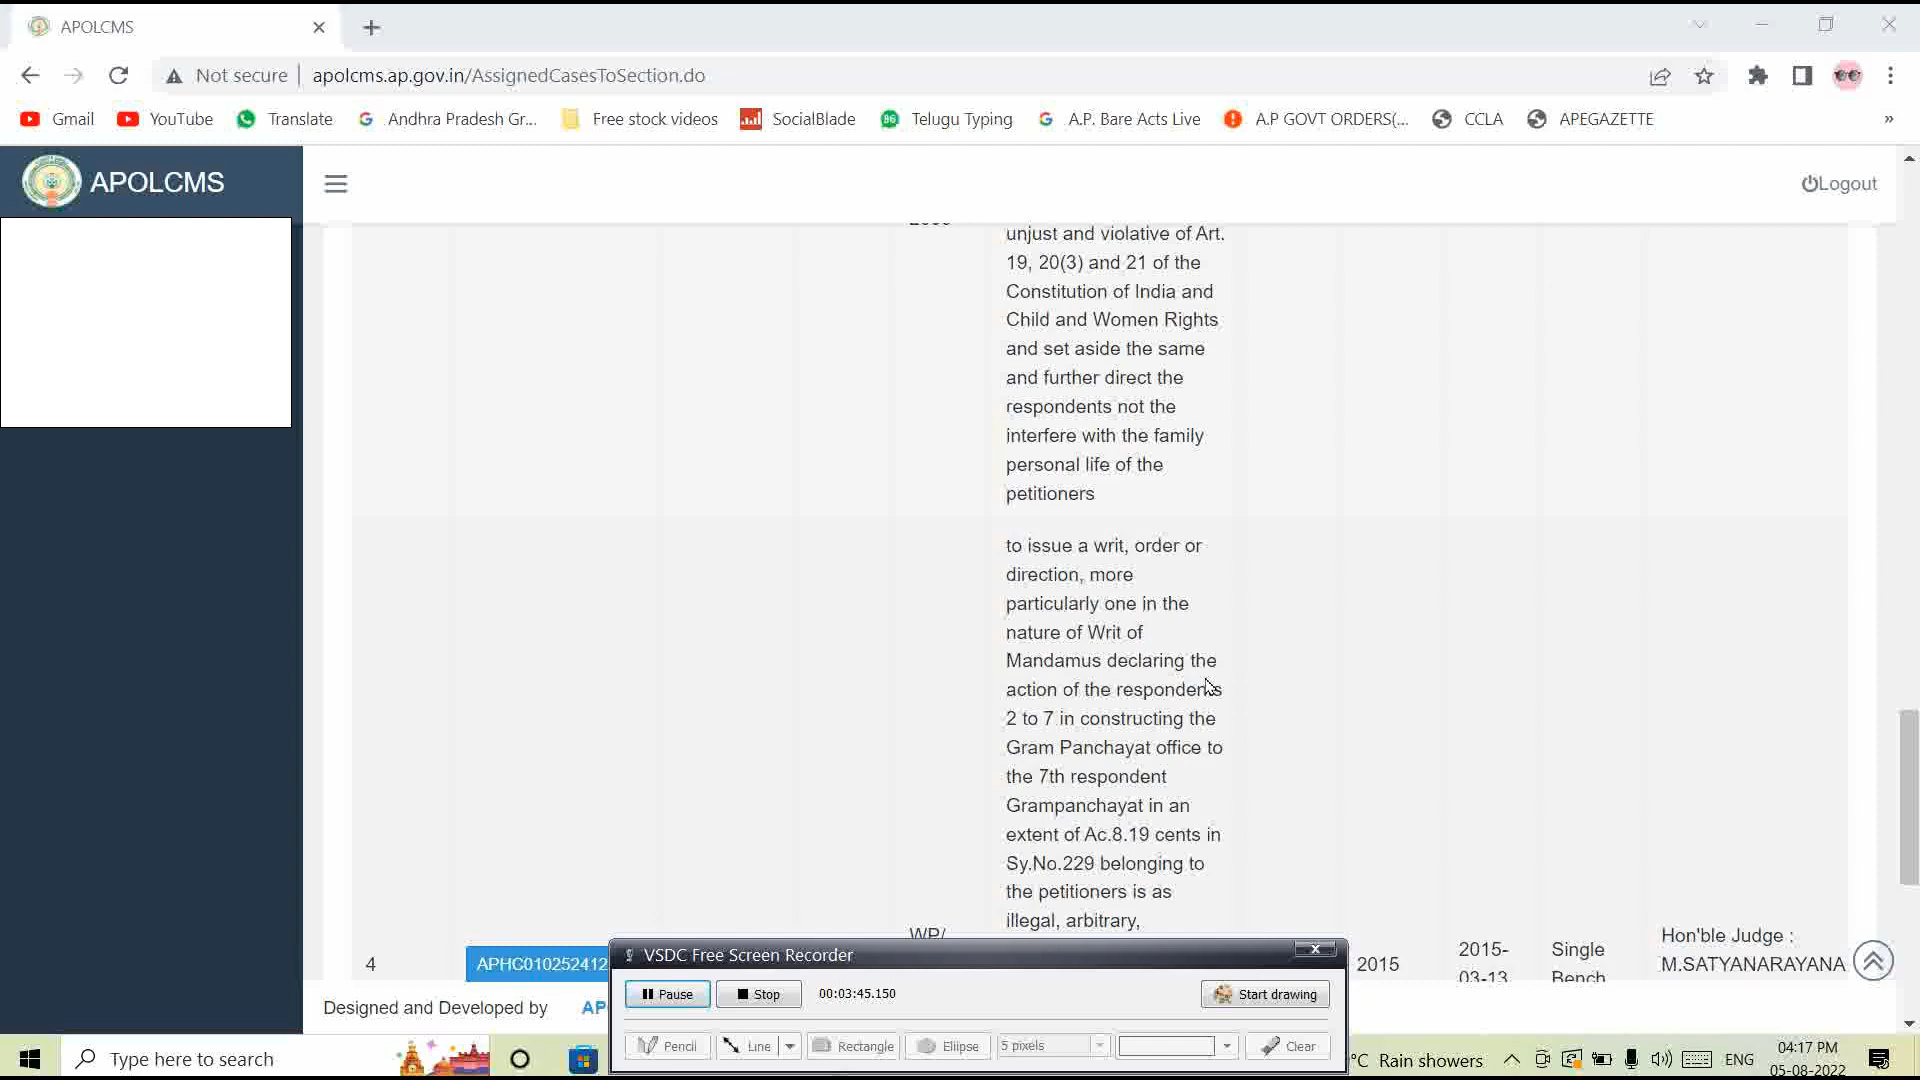 APOLCMS
Not secure
apolcms.ap.gov.in/AssignedCasesToSection.do
Gmail
YouTube
Translate
Andhra Pradesh Gr...
Free stock videos
SocialBlade
Telugu Typing
A.P. Bare Acts Live
A.P GOVT ORDERS(...
CCLA
APEGAZETTE
»
APOLCMS
Logout
unjust and violative of Art.
19, 20(3) and 21 of the
Constitution of India and
Child and Women Rights
and set aside the same
and further direct the
respondents not the
interfere with the family
personal life of the
petitioners
to issue a writ, order or
direction, more
particularly one in the
nature of Writ of
Mandamus declaring the
action of the respondents
2 to 7 in constructing the
Gram Panchayat office to
the 7th respondent
Grampanchayat in an
extent of Ac.8.19 cents in
Sy.No.229 belonging to
the petitioners is as
illegal, arbitrary,
4
APHC010252412
WP/
2015
2015-
03-13
Single
Bench
Hon'ble Judge :
M.SATYANARAYANA
Designed and Developed by
AP
VSDC Free Screen Recorder
Pause
Stop
00:03:45.150
Start drawing
Pencil
Line
Rectangle
Ellipse
5 pixels
Clear
Type here to search
°C Rain showers
ENG
04:17 PM
05-08-2022